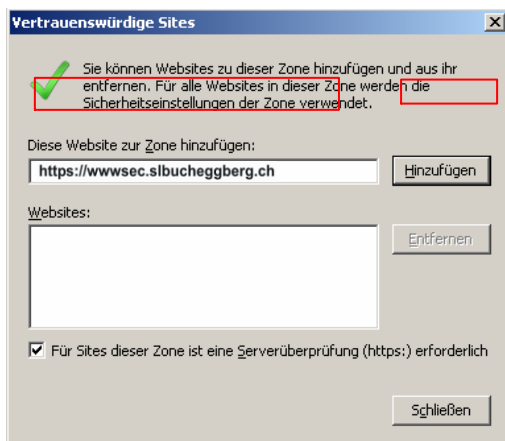 Vertrauenswürdige Sites
Sie können Websites zu dieser Zone hinzufügen und aus ihr
entfernen. Für alle Websites in dieser Zone werden die
Sicherheitseinstellungen der Zone verwendet.
Diese Website zur Zone hinzufügen:
https://wwwsec.slbucheggberg.ch
Hinzufügen
Websites:
Entfernen
Für Sites dieser Zone ist eine Serverüberprüfung (https:) erforderlich
Schließen